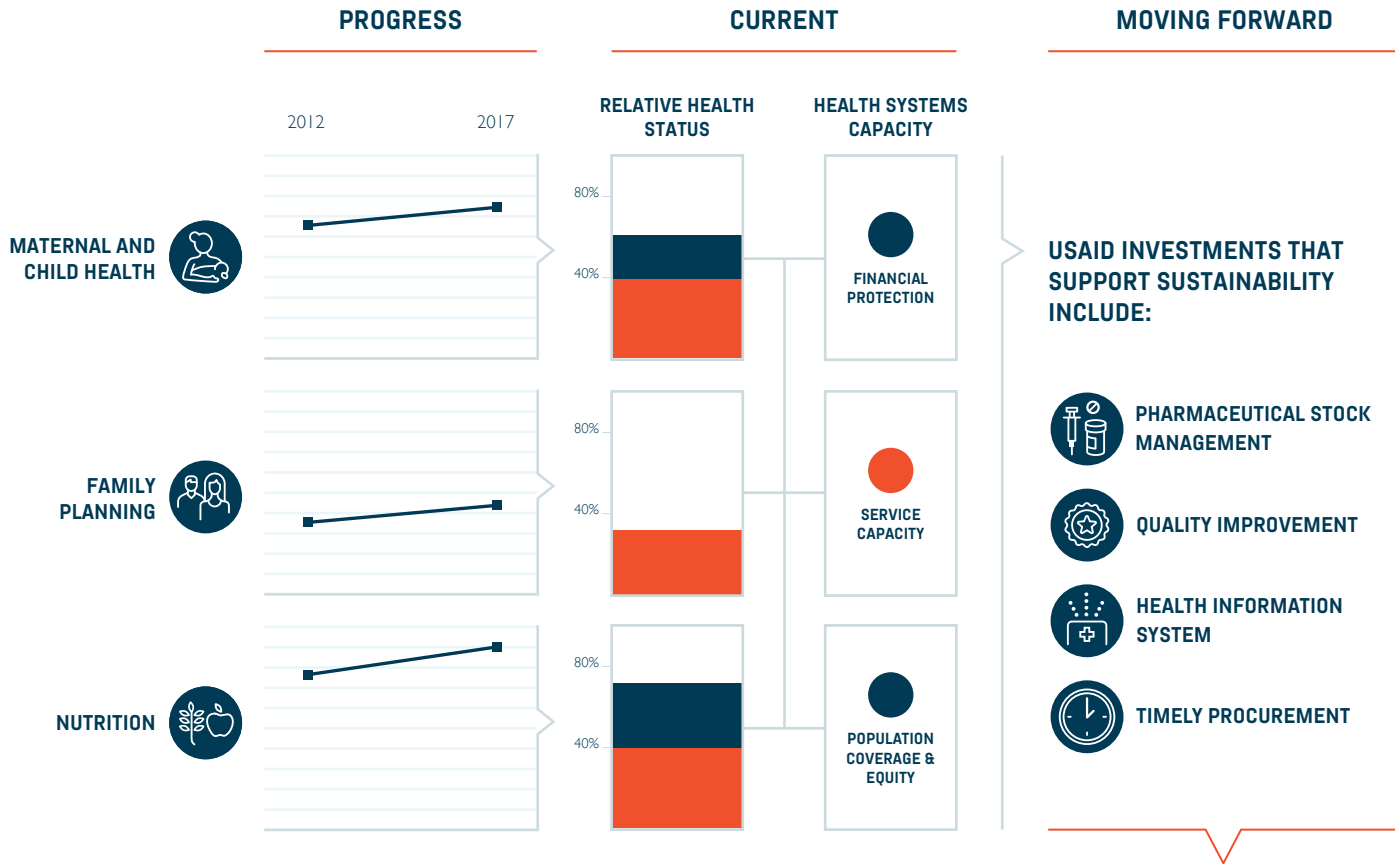 PROGRESS
CURRENT
MOVING FORWARD
2012
2017
RELATIVE HEALTH
STATUS
HEALTH SYSTEMS
CAPACITY
MATERNAL AND
CHILD HEALTH
80%
40%
FINANCIAL
PROTECTION
FAMILY
PLANNING
80%
40%
SERVICE
CAPACITY
NUTRITION
80%
40%
POPULATION
COVERAGE &
EQUITY
USAID INVESTMENTS THAT
SUPPORT SUSTAINABILITY
INCLUDE:
PHARMACEUTICAL STOCK
MANAGEMENT
QUALITY IMPROVEMENT
HEALTH INFORMATION
SYSTEM
TIMELY PROCUREMENT